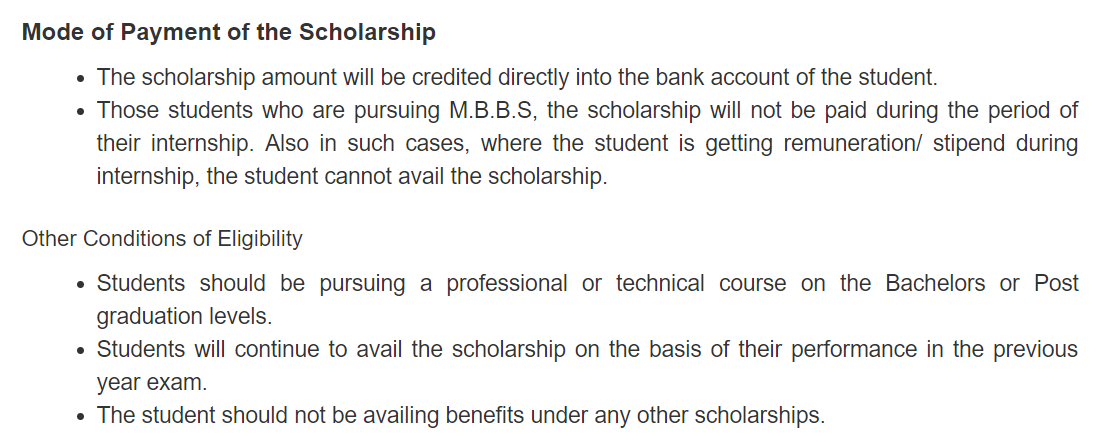 Mode of Payment of the Scholarship
• The scholarship amount will be credited directly into the bank account of the student.
• Those students who are pursuing M.B.B.S, the scholarship will not be paid during the period of
their internship. Also in such cases, where the student is getting remuneration/ stipend during
internship, the student cannot avail the scholarship.
Other Conditions of Eligibility
• Students should be pursuing a professional or technical course on the Bachelors or Post
graduation levels.
• Students will continue to avail the scholarship on the basis of their performance in the previous
year exam.
• The student should not be availing benefits under any other scholarships.